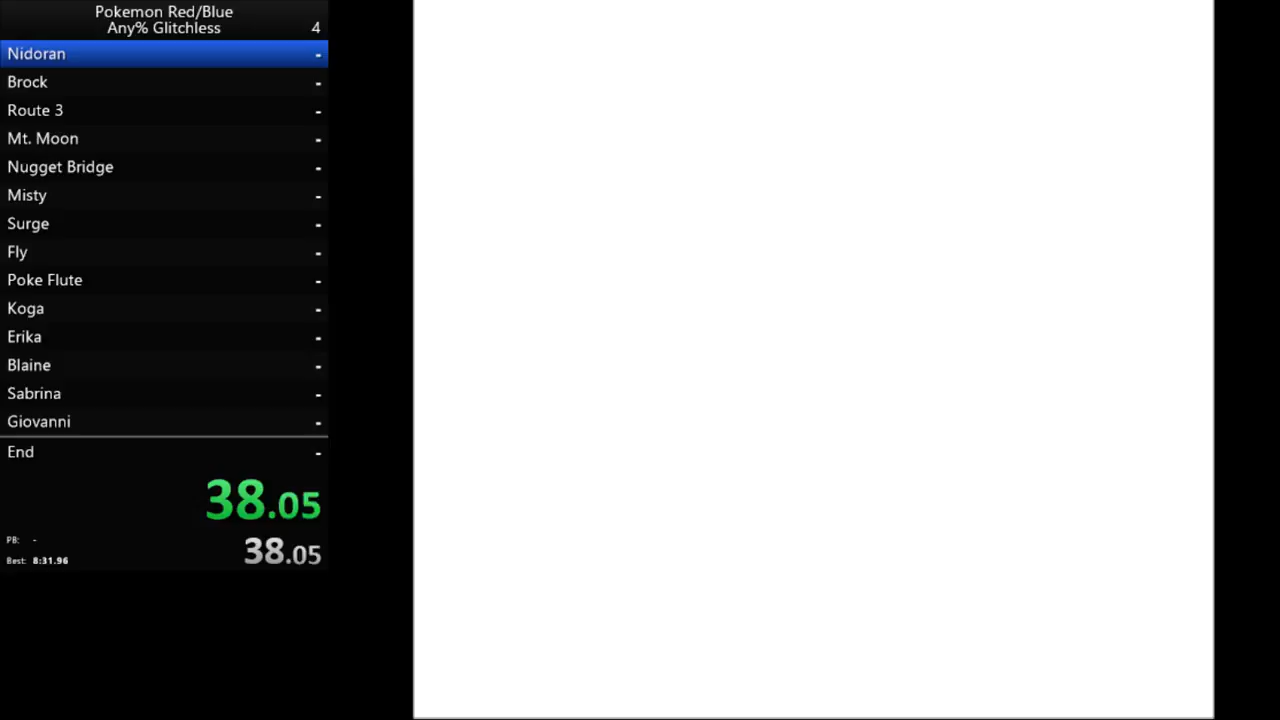 Pokemon Red/Blue
Any% Glitchless 4
Nidoran -
Brock -
Route 3 -
Mt. Moon -
Nugget Bridge -
Misty -
Surge -
Fly -
Poke Flute -
Koga -
Erika -
Blaine -
Sabrina -
Giovanni -
End -
38.05
PB: - 38.05
Best: 8:31.96